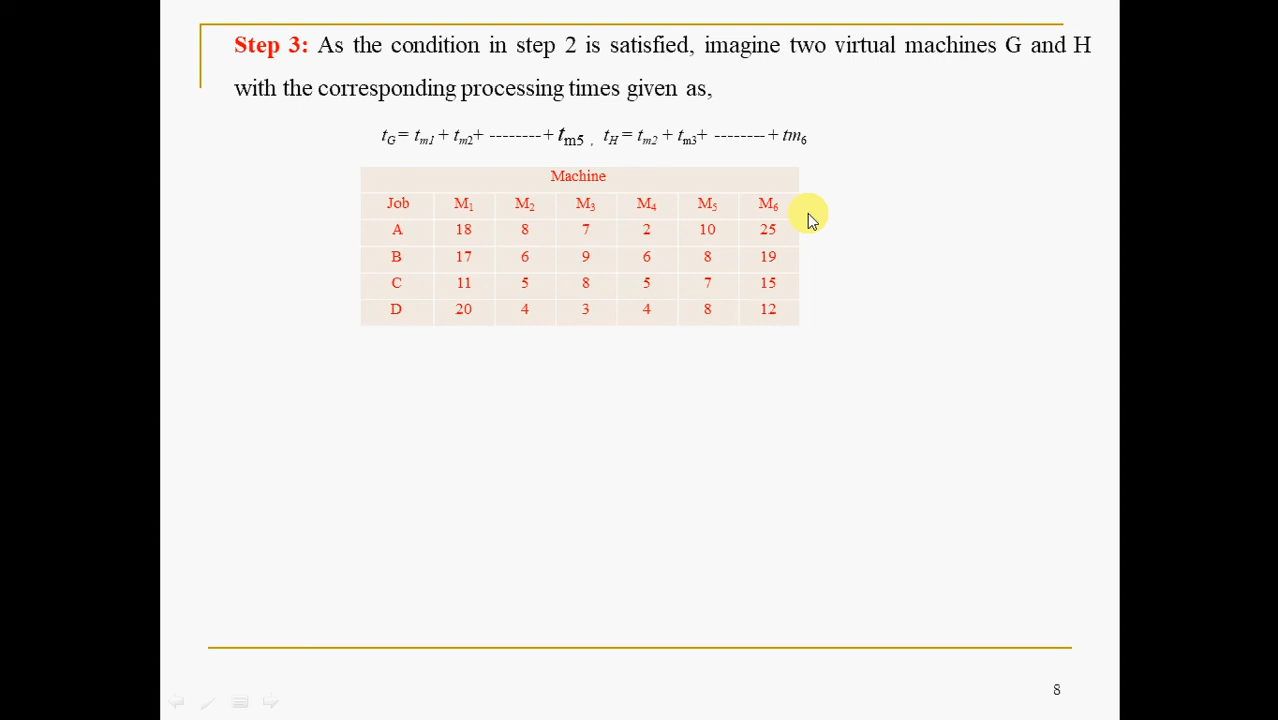 Step 3: As the condition in step 2 is satisfied, imagine two virtual machines G and H
with the corresponding processing times given as,
tG = tm1 + tm2+ --------+ tm5 , tH = tm2 + tm3+ --------+ tm6
Machine
Job M1 M2 M3 M4 M5 M6
A 18 8 7 2 10 25
B 17 6 9 6 8 19
C 11 5 8 5 7 15
D 20 4 3 4 8 12
8